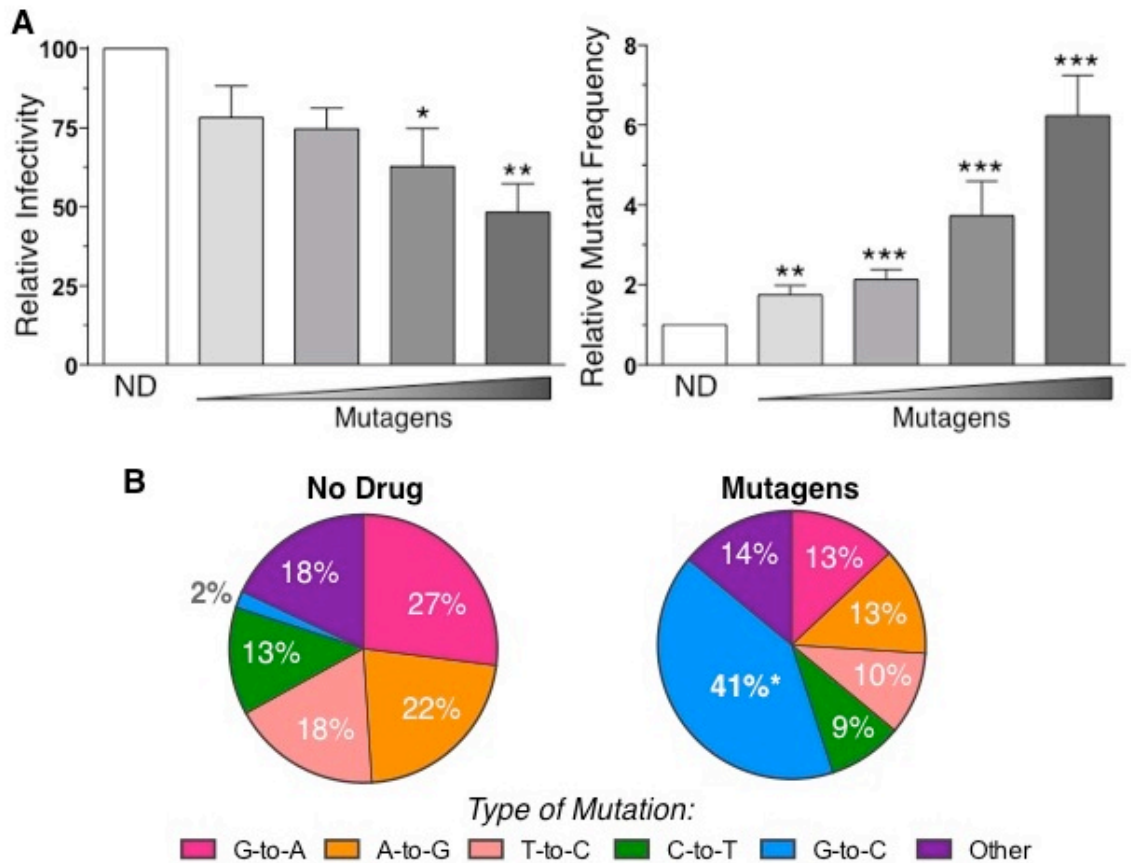 A
Relative Infectivity
100
75
50
25
0
*
**
ND
Mutagens
Relative Mutant Frequency
8
6
4
2
0
**
***
***
***
ND
Mutagens
B
No Drug
27%
22%
18%
13%
2%
18%
Mutagens
13%
13%
10%
9%
41%*
14%
Type of Mutation:
G-to-A A-to-G T-to-C C-to-T G-to-C Other